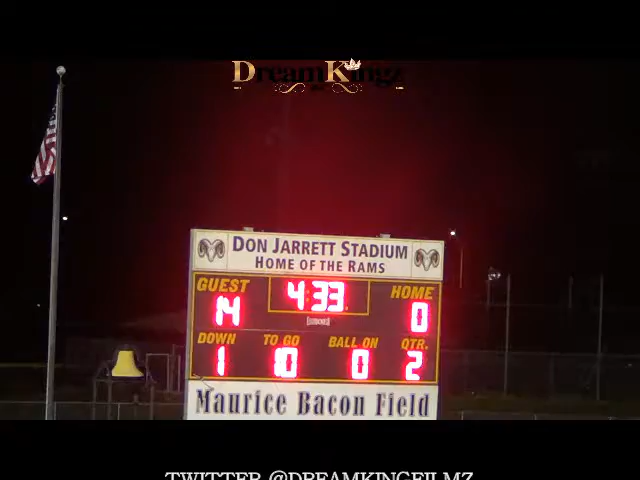 DreamKingz
DON JARRETT STADIUM
HOME OF THE RAMS
GUEST 4:33 HOME
14 0
DOWN TO GO BALL ON QTR.
1 10 0 2
Maurice Bacon Field
TWITTER @DREAMKINGFILMZ